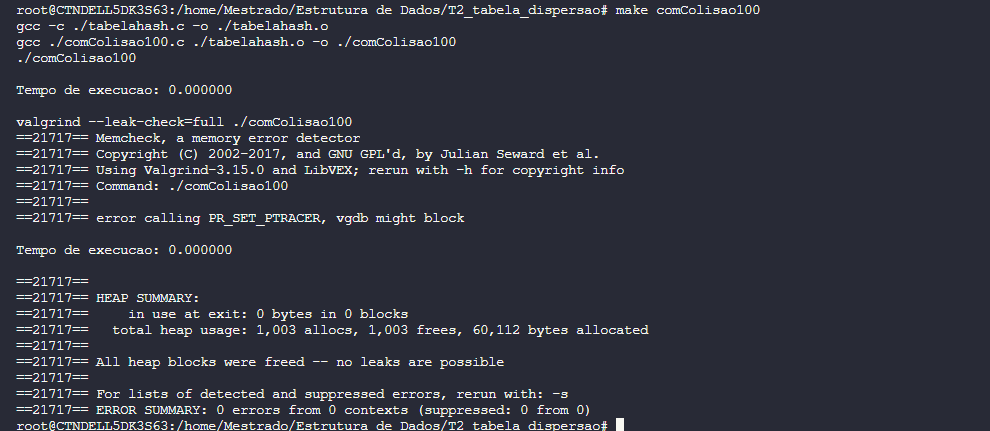 root@CTNDELL5DK3S63:/home/Mestrado/Estrutura de Dados/T2_tabela_dispersao# make comColisao100
gcc -c ./tabelahash.c -o ./tabelahash.o
gcc ./comColisao100.c ./tabelahash.o -o ./comColisao100
./comColisao100
Tempo de execucao: 0.000000
valgrind --leak-check=full ./comColisao100
==21717== Memcheck, a memory error detector
==21717== Copyright (C) 2002-2017, and GNU GPL'd, by Julian Seward et al.
==21717== Using Valgrind-3.15.0 and LibVEX; rerun with -h for copyright info
==21717== Command: ./comColisao100
==21717==
==21717== error calling PR_SET_PTRACER, vgdb might block
Tempo de execucao: 0.000000
==21717==
==21717== HEAP SUMMARY:
==21717==     in use at exit: 0 bytes in 0 blocks
==21717==   total heap usage: 1,003 allocs, 1,003 frees, 60,112 bytes allocated
==21717==
==21717== All heap blocks were freed -- no leaks are possible
==21717==
==21717== For lists of detected and suppressed errors, rerun with: -s
==21717== ERROR SUMMARY: 0 errors from 0 contexts (suppressed: 0 from 0)
root@CTNDELL5DK3S63:/home/Mestrado/Estrutura de Dados/T2_tabela_dispersao#